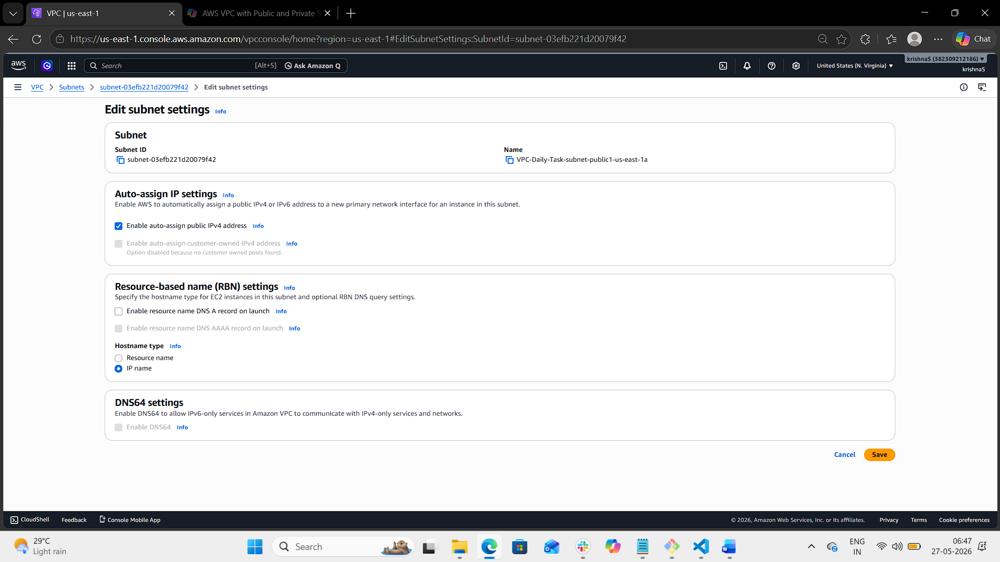 VPC | us-east-1
AWS VPC with Public and Private S
https://us-east-1.console.aws.amazon.com/vpcconsole/home?region=us-east-1#EditSubnetSettings:SubnetId=subnet-03efb221d20079f42
Chat
aws
Search
[Alt+S]
Ask Amazon Q
United States (N. Virginia)
krishnaS (382309212186)
krishnaS
VPC
Subnets
subnet-03efb221d20079f42
Edit subnet settings
Edit subnet settings Info
Subnet
Subnet ID
subnet-03efb221d20079f42
Name
VPC-Daily-Task-subnet-public1-us-east-1a
Auto-assign IP settings Info
Enable AWS to automatically assign a public IPv4 or IPv6 address to a new primary network interface for an instance in this subnet.
Enable auto-assign public IPv4 address Info
Enable auto-assign customer-owned IPv4 address Info
Option disabled because no customer owned pools found.
Resource-based name (RBN) settings Info
Specify the hostname type for EC2 instances in this subnet and optional RBN DNS query settings.
Enable resource name DNS A record on launch Info
Enable resource name DNS AAAA record on launch Info
Hostname type Info
Resource name
IP name
DNS64 settings
Enable DNS64 to allow IPv6-only services in Amazon VPC to communicate with IPv4-only services and networks.
Enable DNS64 Info
Cancel
Save
CloudShell
Feedback
Console Mobile App
© 2026, Amazon Web Services, Inc. or its affiliates.
Privacy
Terms
Cookie preferences
29°C
Light rain
Search
ENG
IN
06:47
27-05-2026